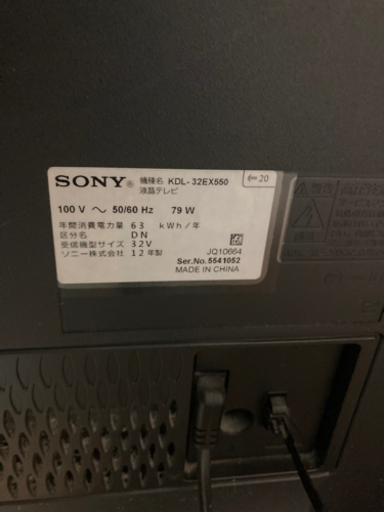 SONY® 機種名 KDL-32EX550
液晶テレビ
20
100 V ～ 50/60 Hz 79 W
年間消費電力量 63 kWh/年
区分名 DN
受信機型サイズ 32V
ソニー株式会社 12年製
JQ10664
Ser.No.5541052
MADE IN CHINA
警告